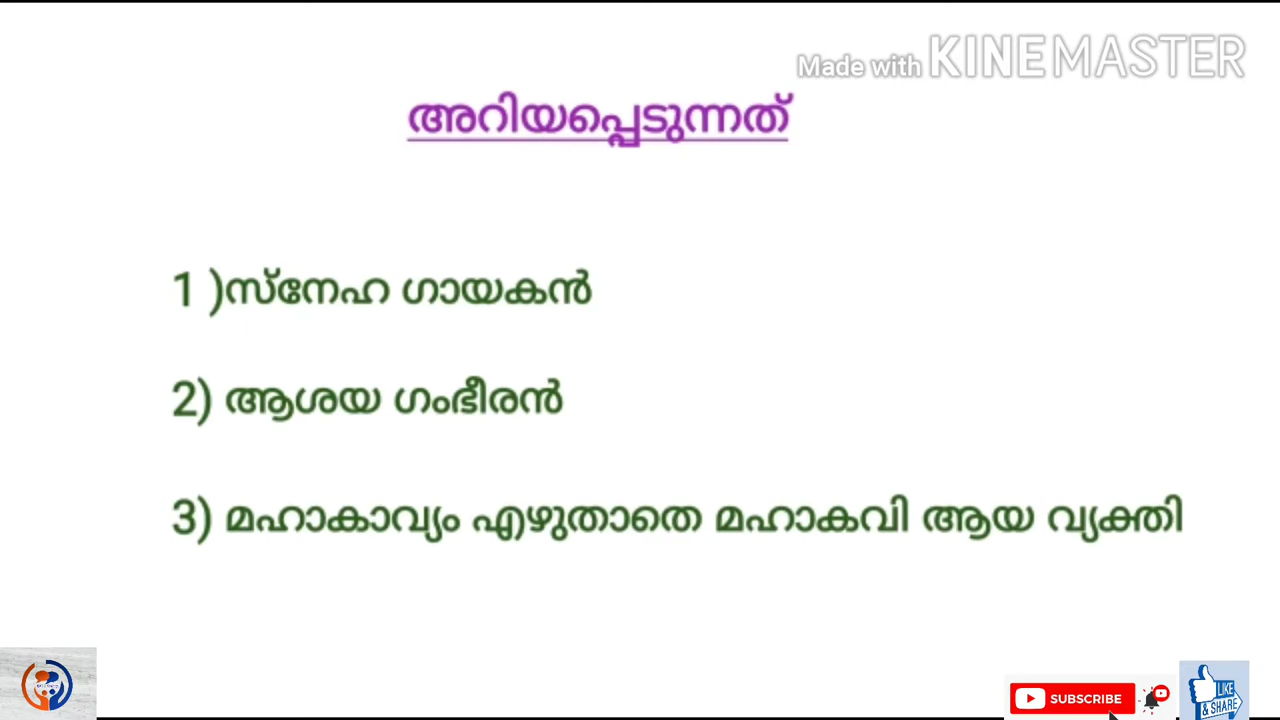 Made with KINEMASTER
അറിയപ്പെടുന്നത്
1 )സ്നേഹ ഗായകൻ
2) ആശയ ഗംഭീരൻ
3) മഹാകാവ്യം എഴുതാതെ മഹാകവി ആയ വ്യക്തി
SUBSCRIBE
LIKE
& SHARE